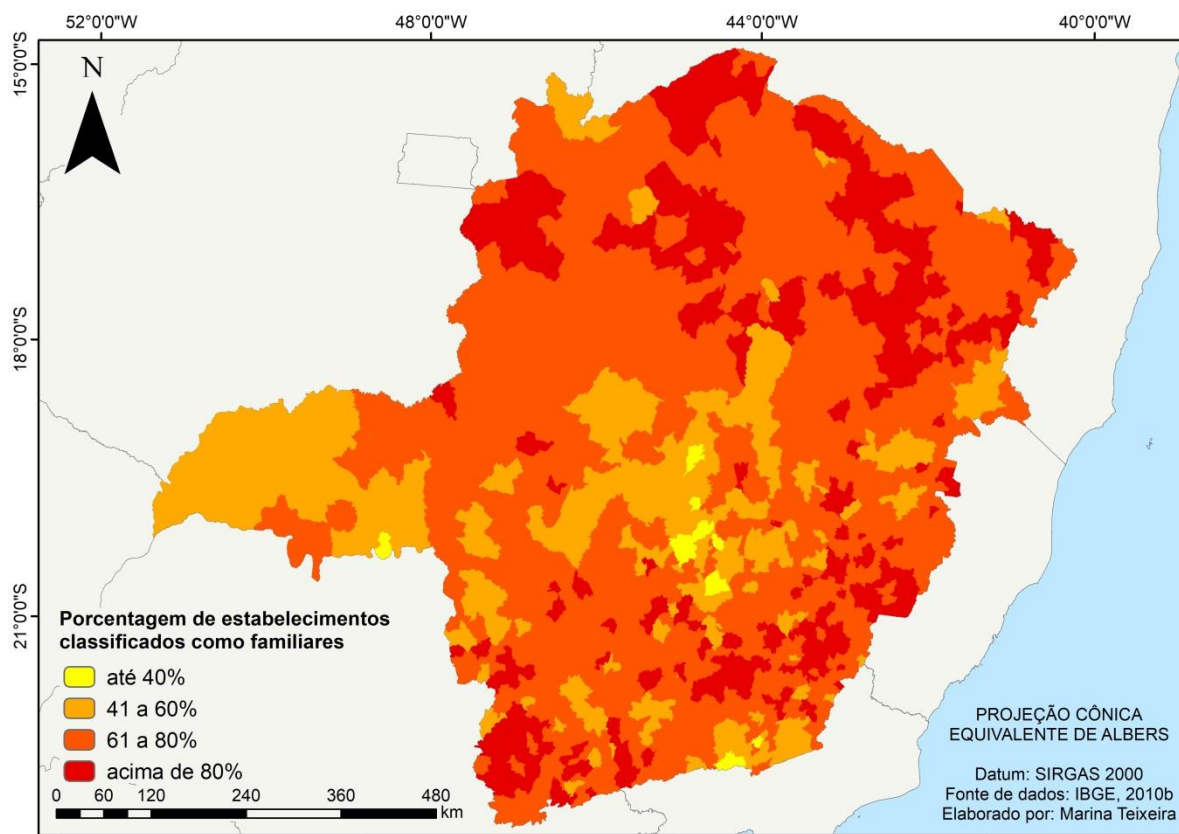 52°0'0"W 48°0'0"W 44°0'0"W 40°0'0"W
15°0'0"S
N
18°0'0"S
21°0'0"S
Porcentagem de estabelecimentos
classificados como familiares
até 40%
41 a 60%
61 a 80%
acima de 80%
0 60 120 240 360 480
km
PROJEÇÃO CÔNICA
EQUIVALENTE DE ALBERS
Datum: SIRGAS 2000
Fonte de dados: IBGE, 2010b
Elaborado por: Marina Teixeira